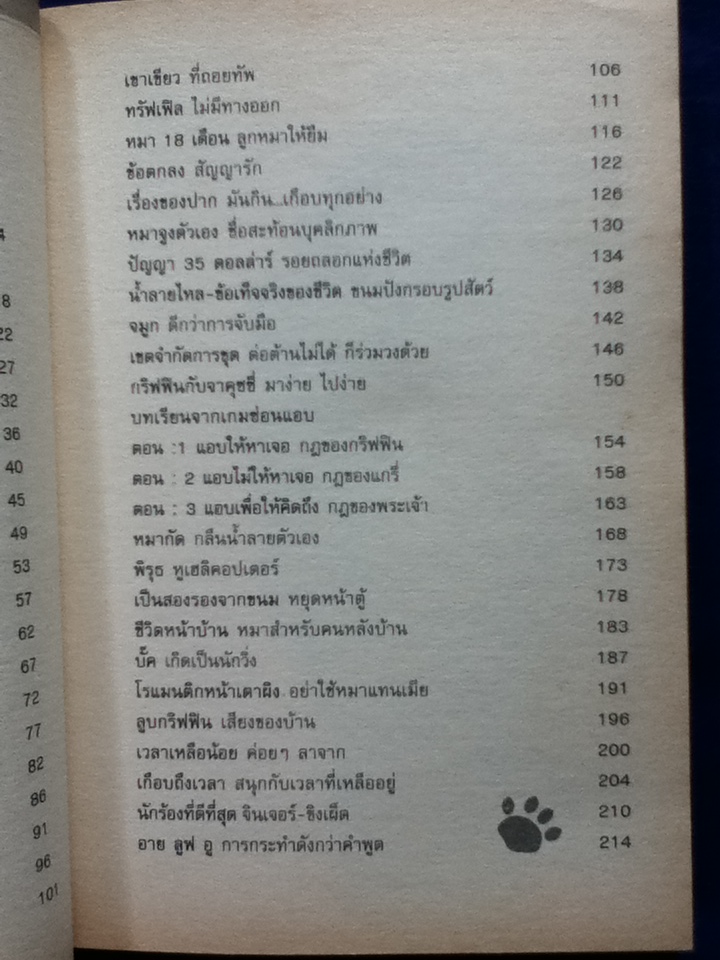 4
8
22
27
32
36
40
45
49
53
57
62
67
72
77
82
86
91
96
101
เขาเขียว ที่ถอยทัพ 106
ทรัฟเฟิล ไม่มีทางออก 111
หมา 18 เดือน ลูกหมาให้ยืม 116
ข้อตกลง สัญญารัก 122
เรื่องของปาก มันกิน...เกือบทุกอย่าง 126
หมาจูงตัวเอง ชื่อสะท้อนบุคลิกภาพ 130
ปัญญา 35 ดอลล่าร์ รอยถลอกแห่งชีวิต 134
น้ำลายไหล-ข้อเท็จจริงของชีวิต ขนมปังกรอบรูปสัตว์ 138
จมูก ดีกว่าการจับมือ 142
เขตจำกัดการขุด ต่อต้านไม่ได้ ก็ร่วมวงด้วย 146
กริฟฟินกับจาคุซซี่ มาง่าย ไปง่าย 150
บทเรียนจากเกมซ่อนแอบ
ตอน :1 แอบให้หาเจอ กฎของกริฟฟิน 154
ตอน : 2 แอบไม่ให้หาเจอ กฎของแกรี่ 158
ตอน : 3 แอบเพื่อให้คิดถึง กฎของพระเจ้า 163
หมากัด กลืนน้ำลายตัวเอง 168
พิรุธ หูเฮลิคอปเตอร์ 173
เป็นสองรองจากขนม หยุดหน้าตู้ 178
ชีวิตหน้าบ้าน หมาสำหรับคนหลังบ้าน 183
บั๊ค เกิดเป็นนักวิ่ง 187
โรแมนติกหน้าเตาผิง อย่าใช้หมาแทนเมีย 191
ลูบกริฟฟิน เสียงของบ้าน 196
เวลาเหลือน้อย ค่อยๆ ลาจาก 200
เกือบถึงเวลา สนุกกับเวลาที่เหลืออยู่ 204
นักร้องที่ดีที่สุด จินเจอร์-ขิงเผ็ด 210
อาย ลูฟ อู การกระทำดังกว่าคำพูด 214